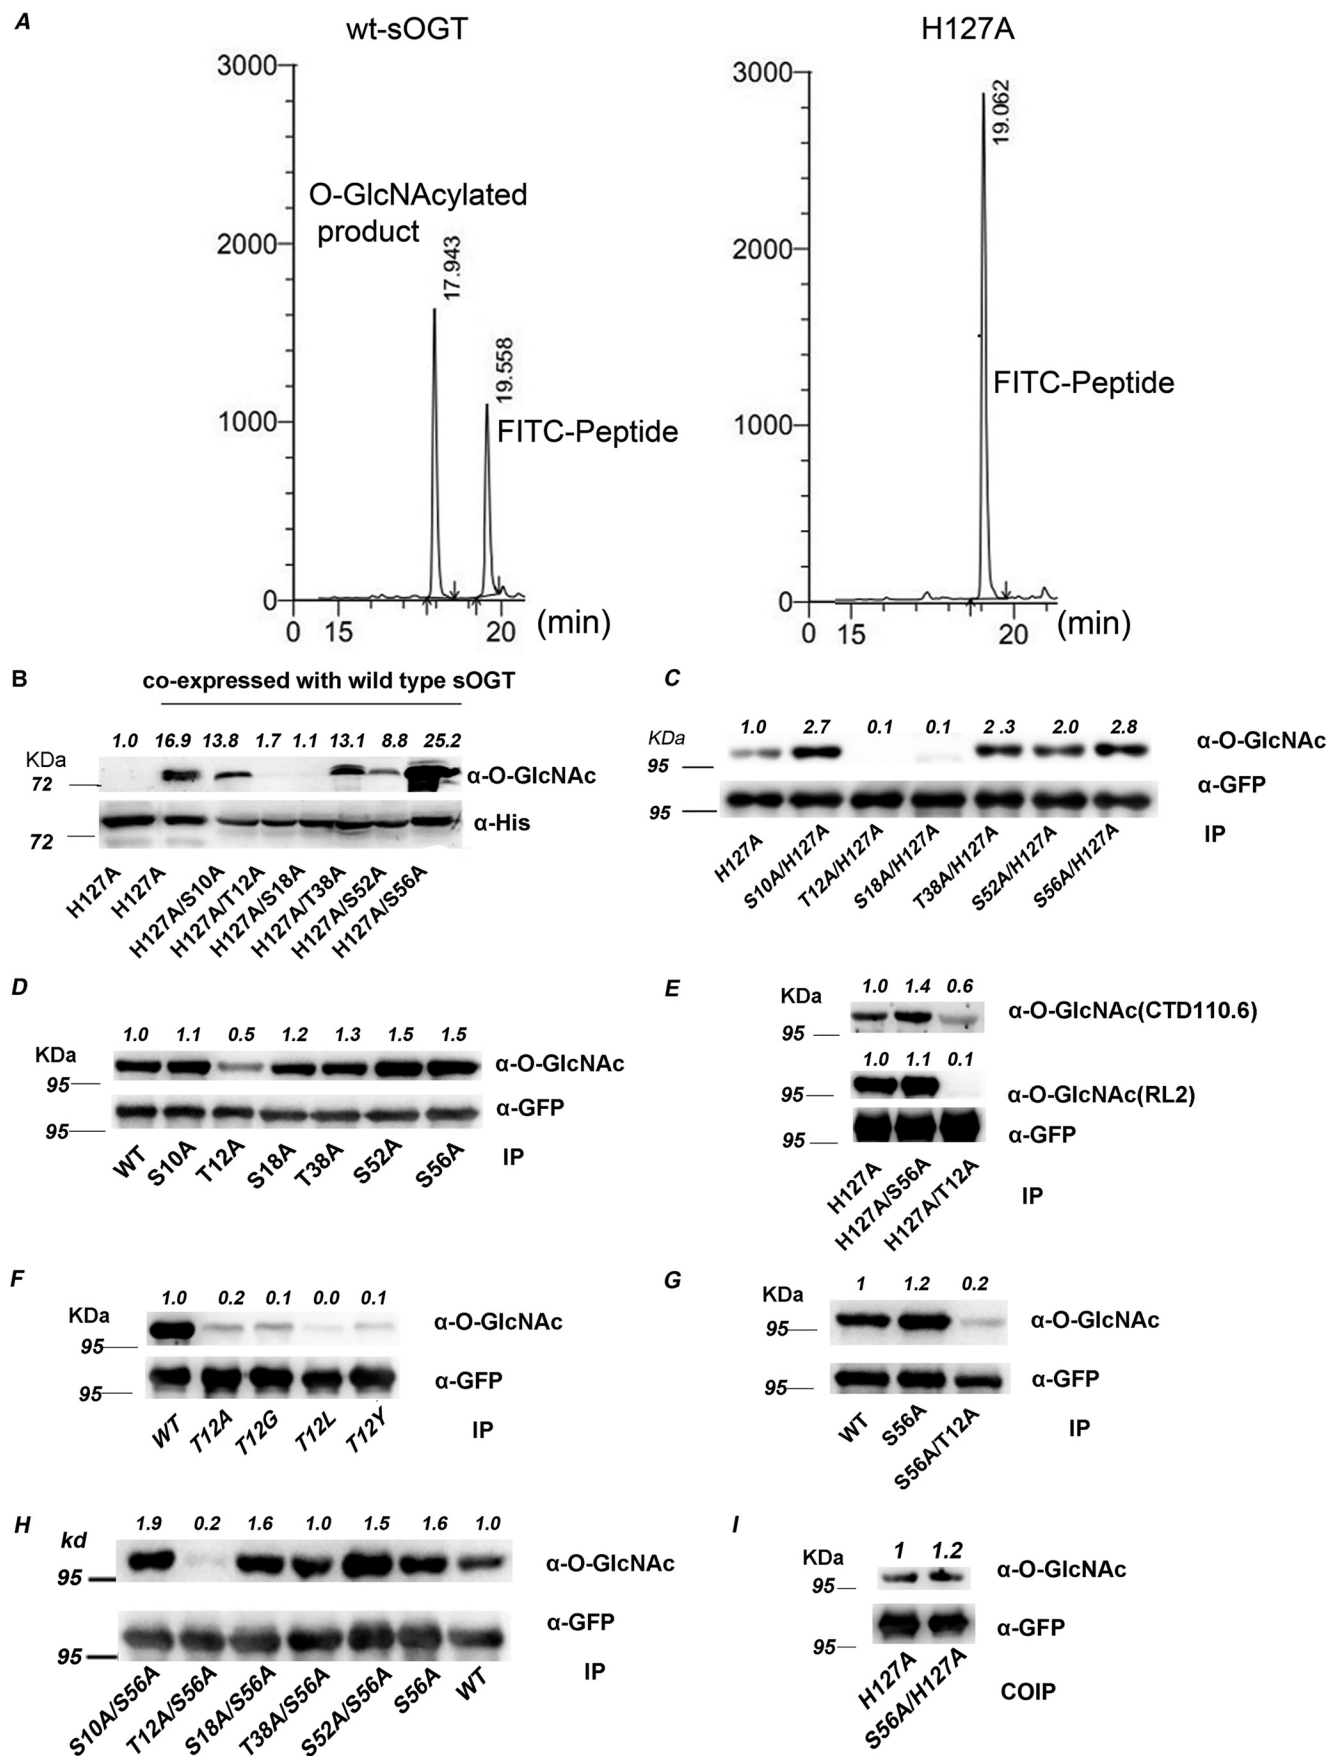 A
wt-sOGT
H127A
3000
2000
1000
0
O-GlcNAcylated
product
17.943
19.558
FITC-Peptide
0 15 20 (min)
3000
2000
1000
0
19.062
FITC-Peptide
0 15 20 (min)
B
co-expressed with wild type sOGT
1.0 16.9 13.8 1.7 1.1 13.1 8.8 25.2
KDa
72
α-O-GlcNAc
72
α-His
H127A
H127A
H127A/S10A
H127A/T12A
H127A/S18A
H127A/T38A
H127A/S52A
H127A/S56A
C
1.0 2.7 0.1 0.1 2.3 2.0 2.8
KDa
95
α-O-GlcNAc
95
α-GFP
IP
H127A
S10A/H127A
T12A/H127A
S18A/H127A
T38A/H127A
S52A/H127A
S56A/H127A
D
1.0 1.1 0.5 1.2 1.3 1.5 1.5
KDa
95
α-O-GlcNAc
95
α-GFP
WT
S10A
T12A
S18A
T38A
S52A
S56A
IP
E
1.0 1.4 0.6
KDa
95
α-O-GlcNAc(CTD110.6)
1.0 1.1 0.1
95
α-O-GlcNAc(RL2)
95
α-GFP
H127A
H127A/S56A
H127A/T12A
IP
F
1.0 0.2 0.1 0.0 0.1
KDa
95
α-O-GlcNAc
95
α-GFP
WT
T12A
T12G
T12L
T12Y
IP
G
1 1.2 0.2
KDa
95
α-O-GlcNAc
95
α-GFP
WT
S56A
S56A/T12A
IP
H
1.9 0.2 1.6 1.0 1.5 1.6 1.0
kd
95
α-O-GlcNAc
95
α-GFP
IP
S10A/S56A
T12A/S56A
S18A/S56A
T38A/S56A
S52A/S56A
S56A
WT
I
1 1.2
KDa
95
α-O-GlcNAc
95
α-GFP
H127A
S56A/H127A
COIP